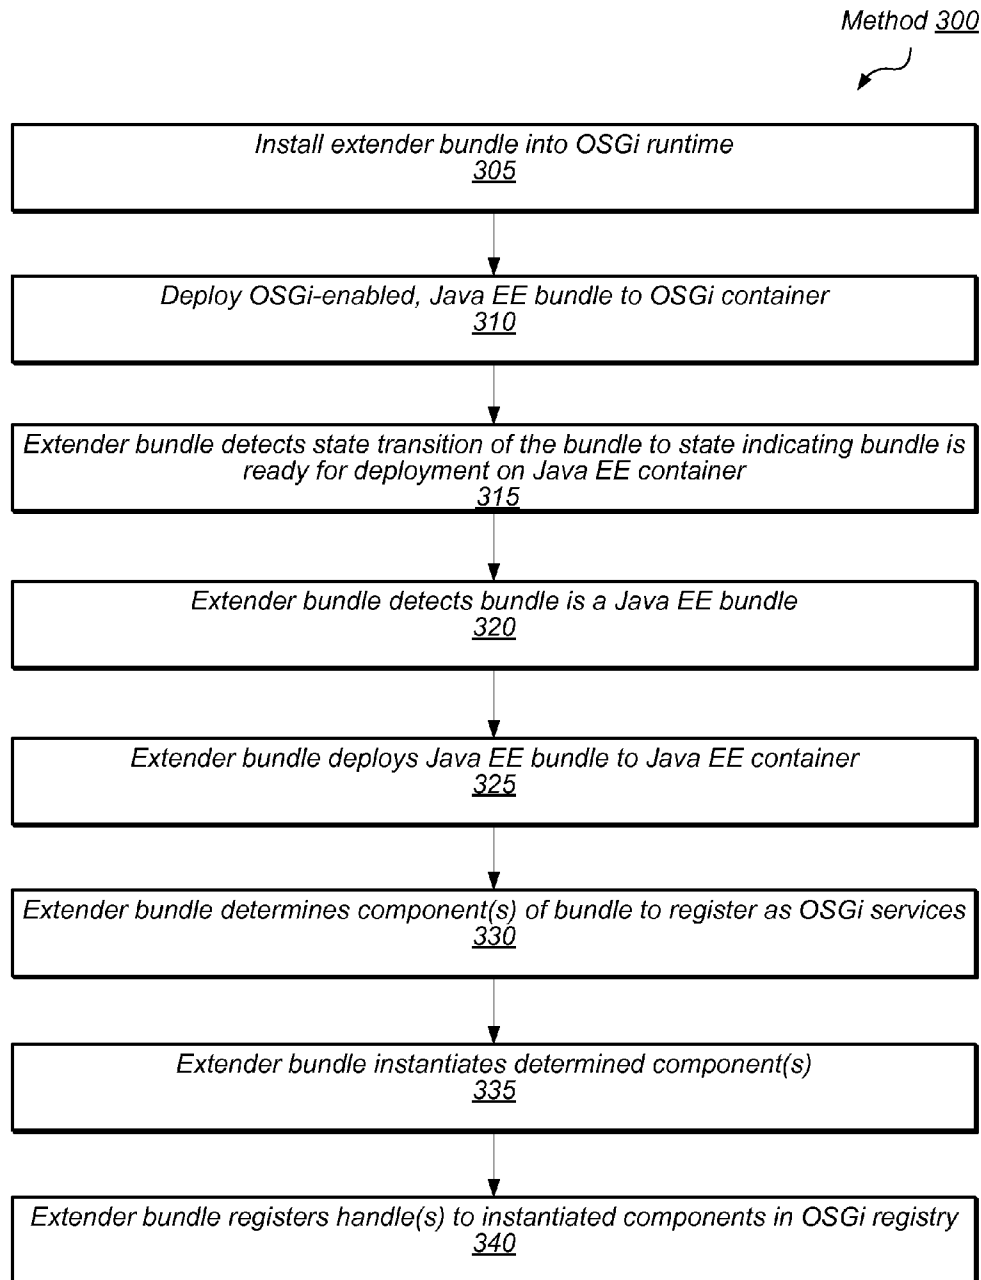 Method 300
Install extender bundle into OSGi runtime
305
Deploy OSGi-enabled, Java EE bundle to OSGi container
310
Extender bundle detects state transition of the bundle to state indicating bundle is
ready for deployment on Java EE container
315
Extender bundle detects bundle is a Java EE bundle
320
Extender bundle deploys Java EE bundle to Java EE container
325
Extender bundle determines component(s) of bundle to register as OSGi services
330
Extender bundle instantiates determined component(s)
335
Extender bundle registers handle(s) to instantiated components in OSGi registry
340